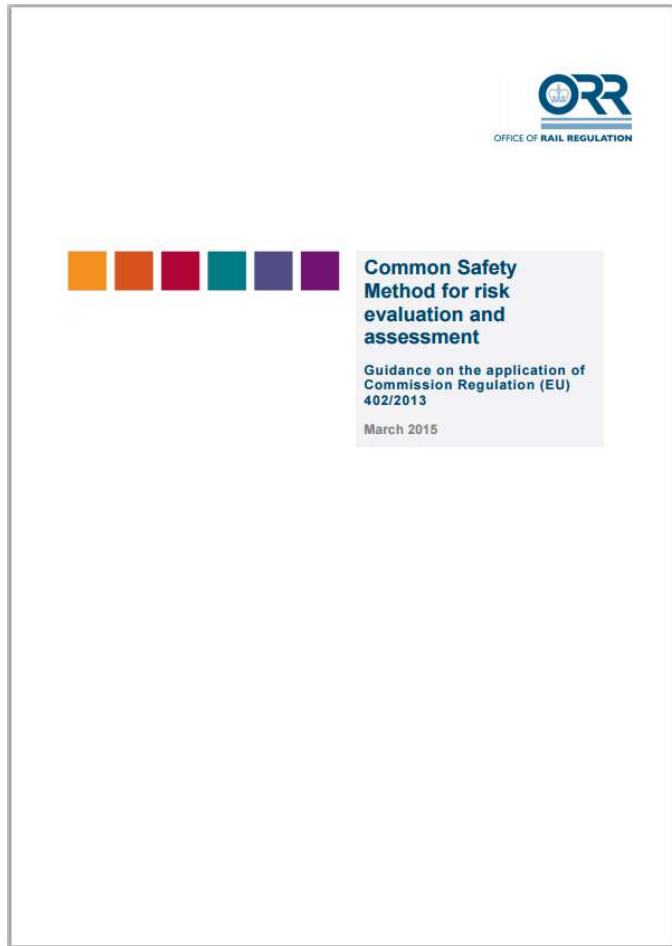 ORR
OFFICE OF RAIL REGULATION
Common Safety
Method for risk
evaluation and
assessment
Guidance on the application of
Commission Regulation (EU)
402/2013
March 2015